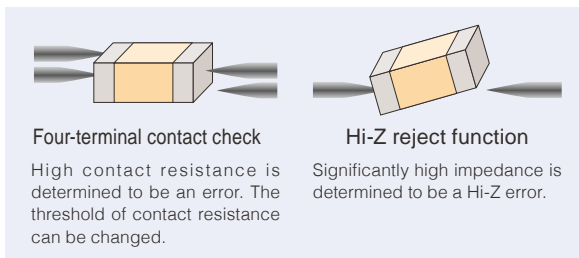 Four-terminal contact check
High contact resistance is
determined to be an error. The
threshold of contact resistance
can be changed.
Hi-Z reject function
Significantly high impedance is
determined to be a Hi-Z error.